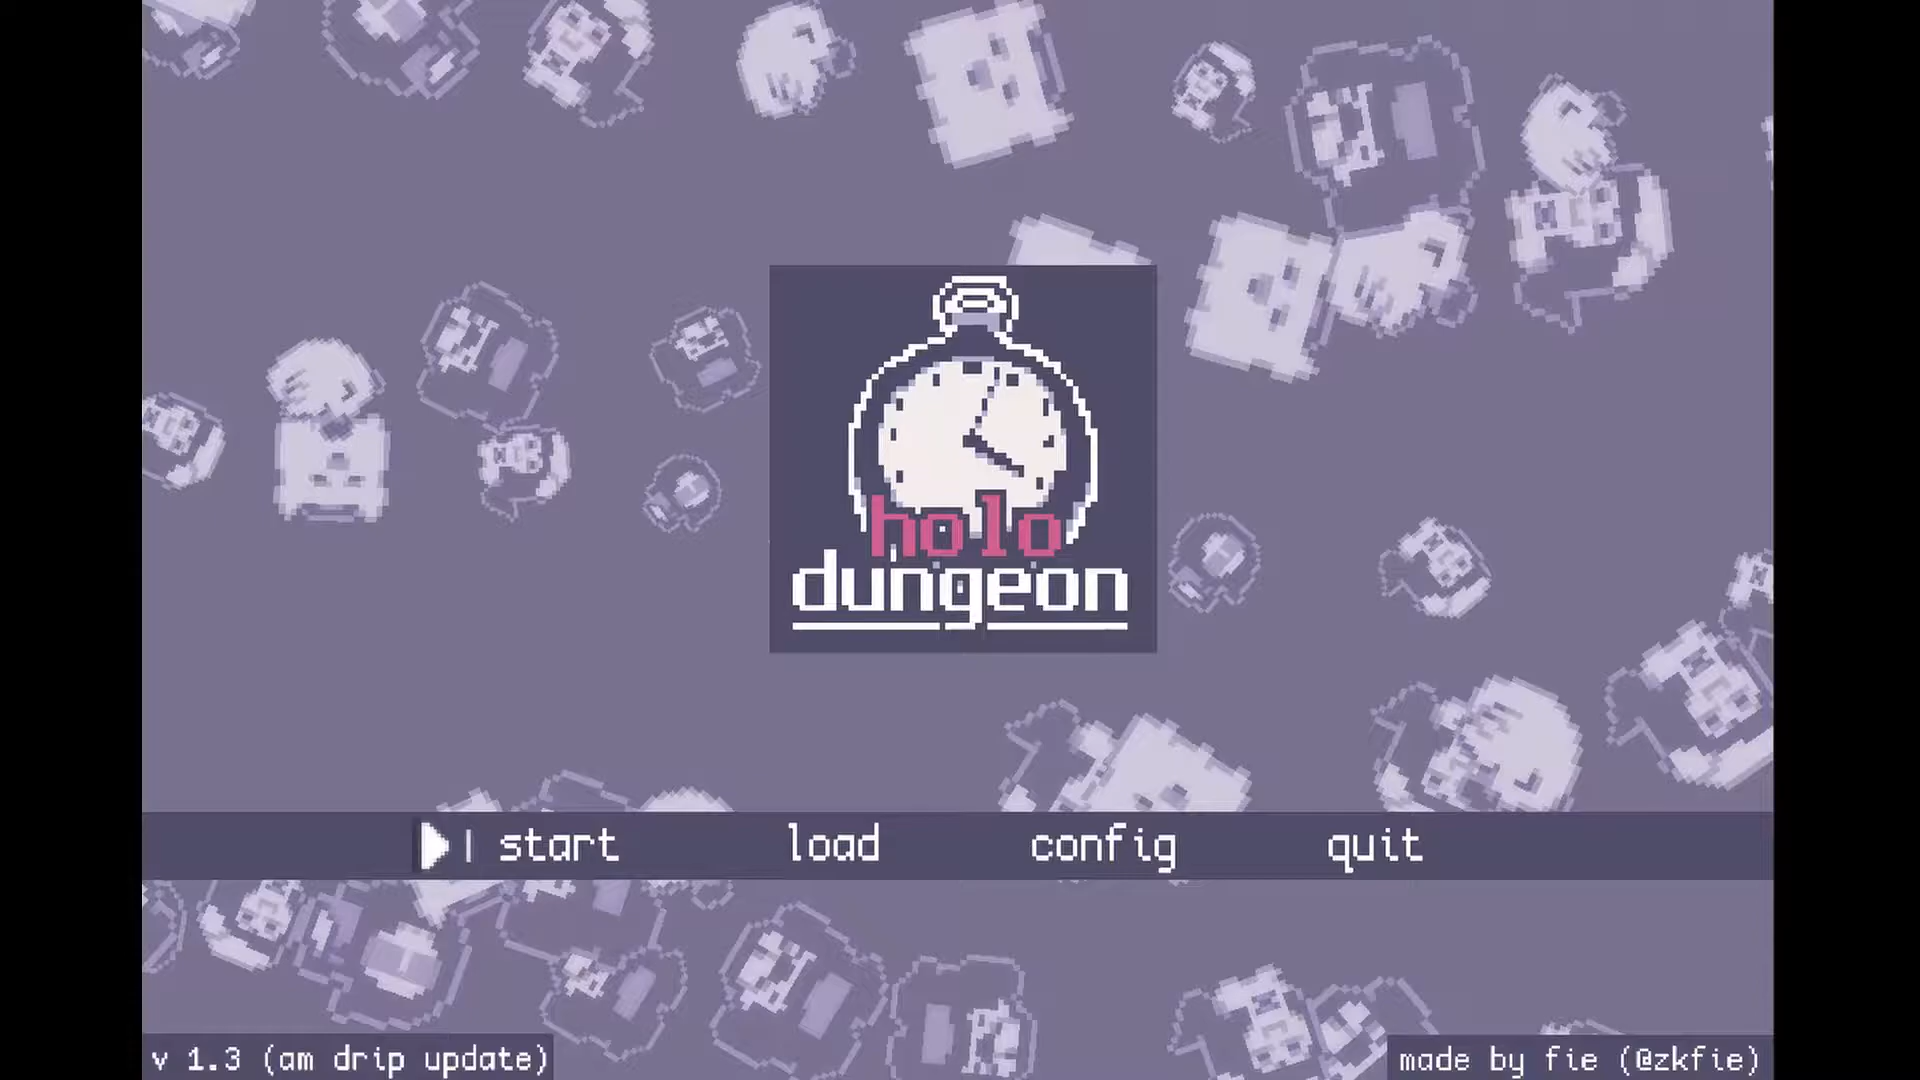 holo
dungeon
start load config quit
v 1.3 (am drip update)
made by fie (@zkfie)